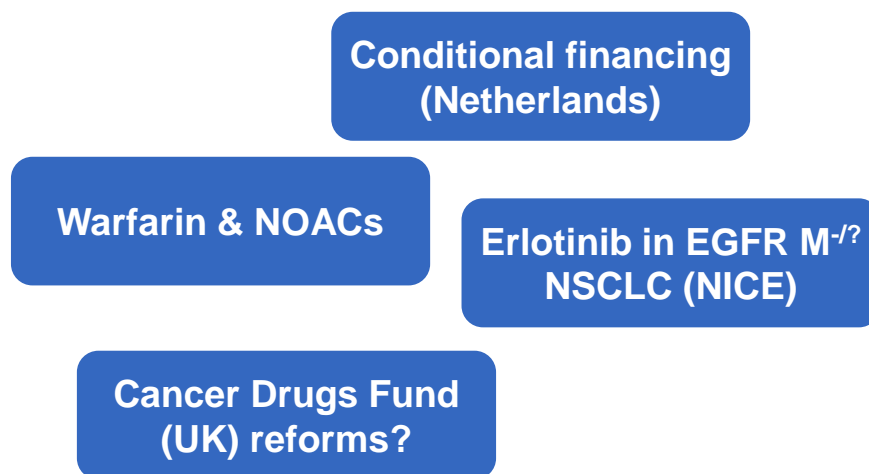 Conditional financing
(Netherlands)
Warfarin & NOACs
Erlotinib in EGFR M-/?
NSCLC (NICE)
Cancer Drugs Fund
(UK) reforms?